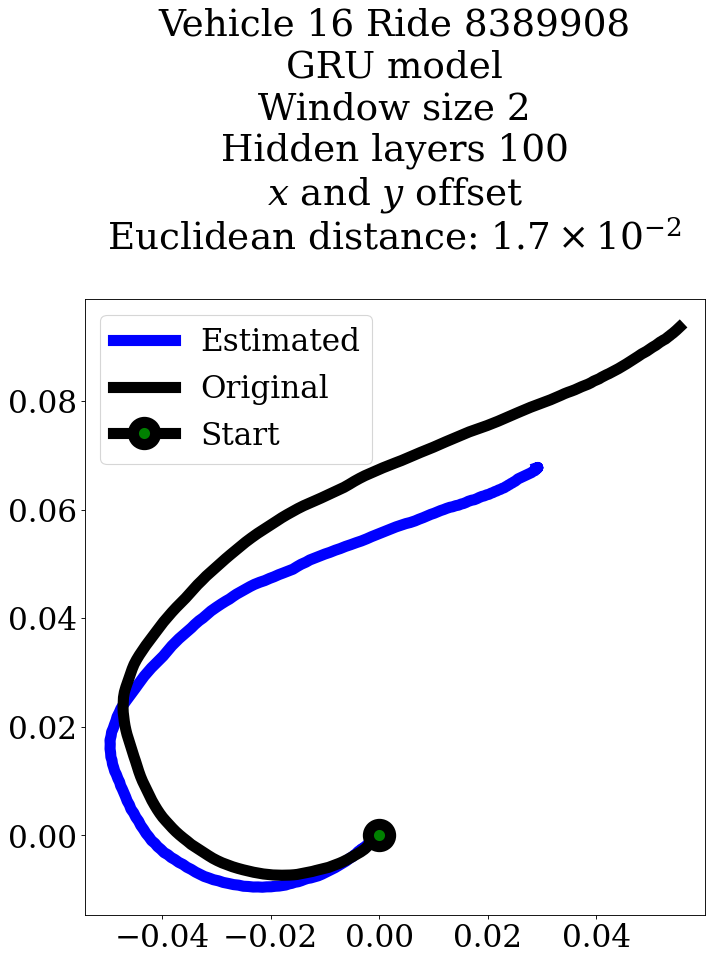 Vehicle 16 Ride 8389908
GRU model
Window size 2
Hidden layers 100
x and y offset
Euclidean distance: 1.7 × 10⁻²
Estimated
Original
Start
0.08
0.06
0.04
0.02
0.00
−0.04 −0.02 0.00 0.02 0.04